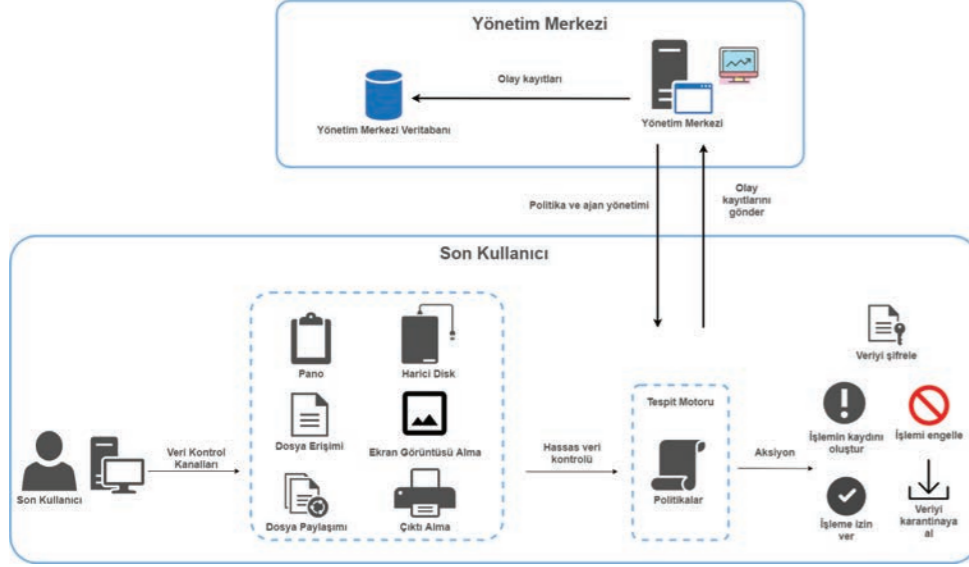 Yönetim Merkezi
Olay kayıtları
Yönetim Merkezi Veritabanı
Yönetim Merkezi
Politika ve ajan yönetimi
Olay
kayıtlarını
gönder
Son Kullanıcı
Pano
Harici Disk
Veriyi şifrele
Tespit Motoru
Dosya Erişimi
Ekran Görüntüsü Alma
İşlemin kaydını
oluştur
İşlemi engelle
Veri Kontrol
Kanalları
Hassas veri
kontrolü
Aksiyon
Son Kullanıcı
Politikalar
Dosya Paylaşımı
Çıktı Alma
İşleme izin
ver
Veriyi
karantinaya
al